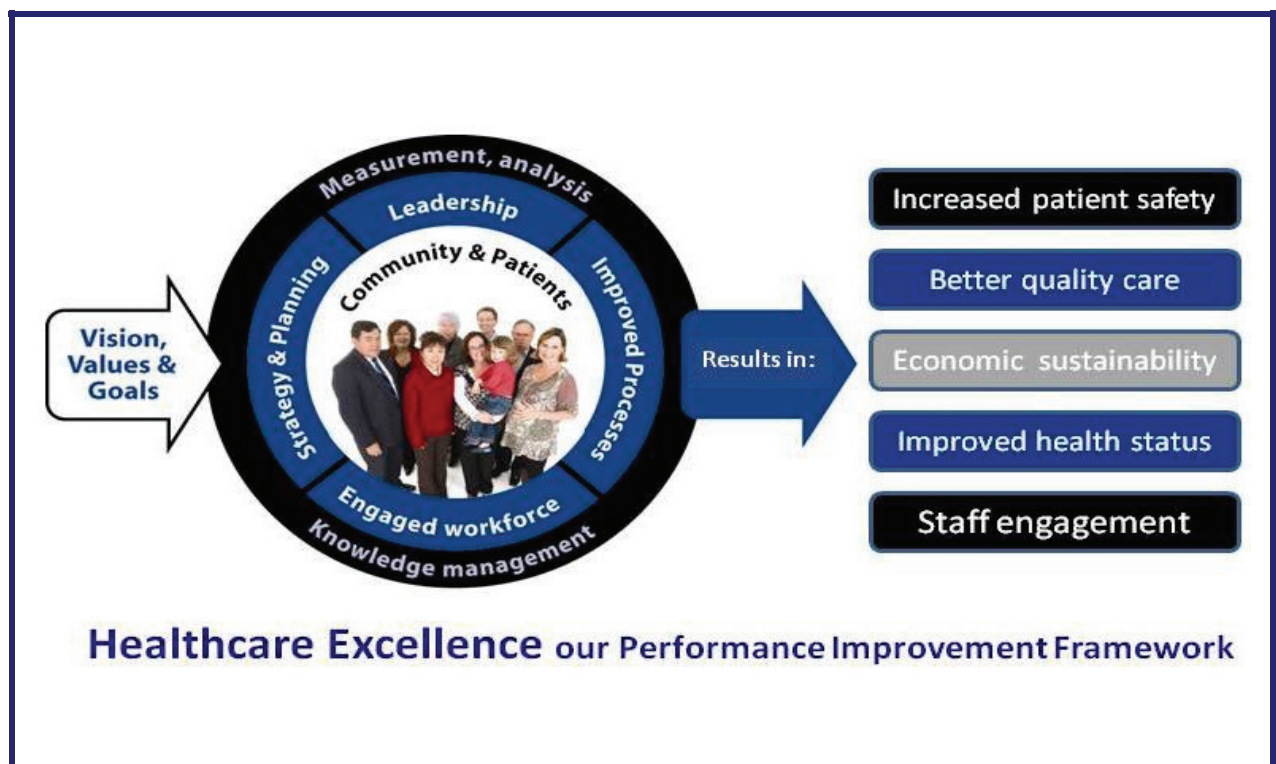 Vision,
Values &
Goals
Measurement, analysis
Leadership
Strategy & Planning
Community & Patients
Improved Processes
Engaged workforce
Knowledge management
Results in:
Increased patient safety
Better quality care
Economic sustainability
Improved health status
Staff engagement
Healthcare Excellence our Performance Improvement Framework